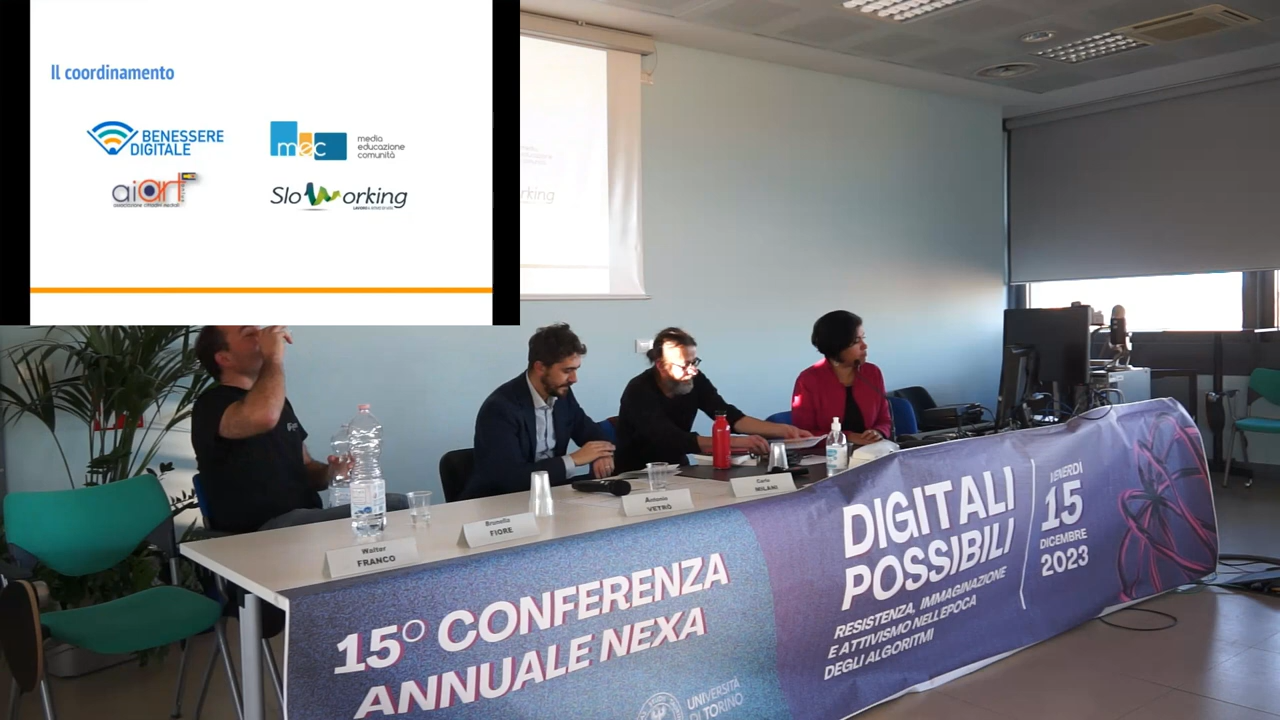 Il coordinamento
BENESSERE
DIGITALE
mec
media
educazione
comunità
aiart
SloWorking
orking
Walter
FRANCO
Brunella
FIORE
Antonio
VETRÒ
Carlo
MILANI
15° CONFERENZA
ANNUALE NEXA
UNIVERSITÀ
DI TORINO
DIGITALI
POSSIBILI
RESISTENZA, IMMAGINAZIONE
E ATTIVISMO NELL'EPOCA
DEGLI ALGORITMI
VENERDÌ
15
DICEMBRE
2023